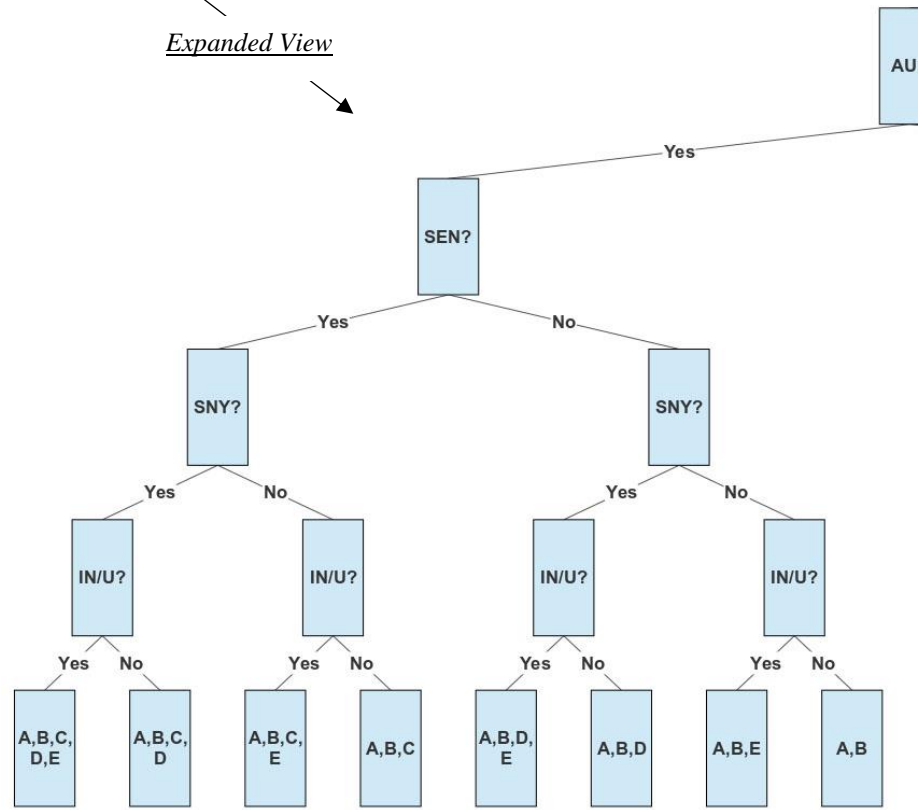 Expanded View
AU
Yes
SEN?
Yes No
SNY? SNY?
Yes No Yes No
IN/U? IN/U? IN/U? IN/U?
Yes No Yes No Yes No Yes No
A,B,C, A,B,C, A,B,C, A,B,C A,B,D, A,B,D A,B,E A,B
D,E D E E